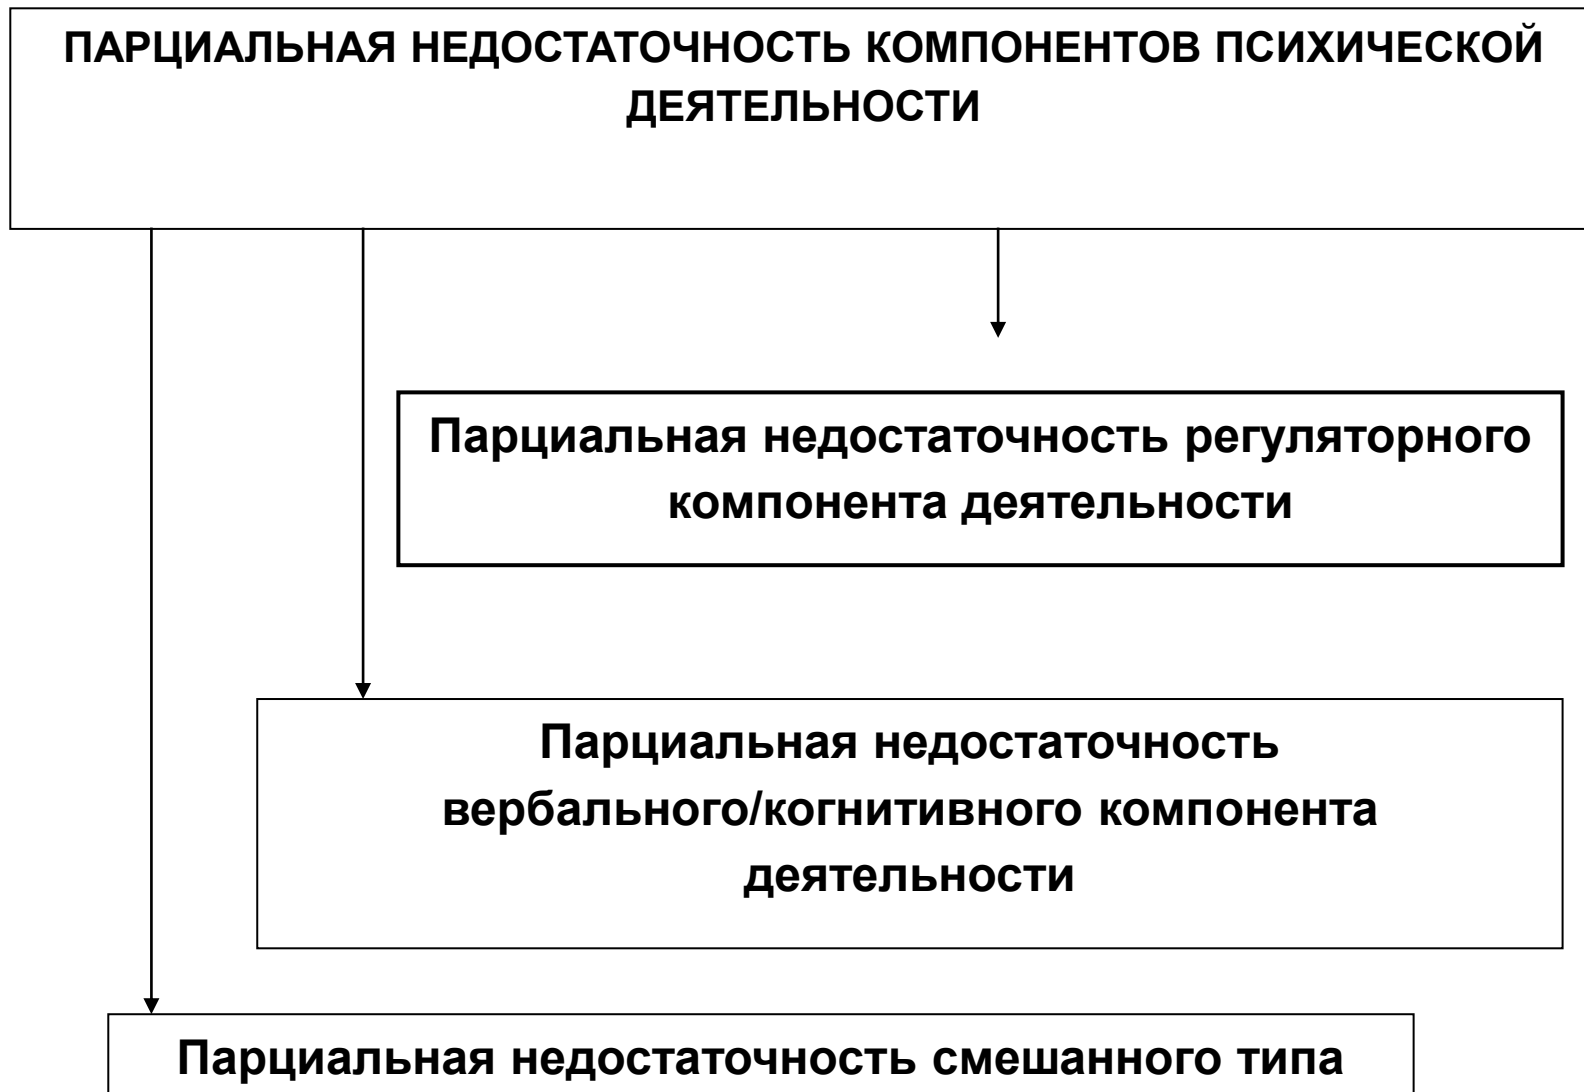 ПАРЦИАЛЬНАЯ НЕДОСТАТОЧНОСТЬ КОМПОНЕНТОВ ПСИХИЧЕСКОЙ
ДЕЯТЕЛЬНОСТИ
Парциальная недостаточность регуляторного
компонента деятельности
Парциальная недостаточность
вербального/когнитивного компонента
деятельности
Парциальная недостаточность смешанного типа